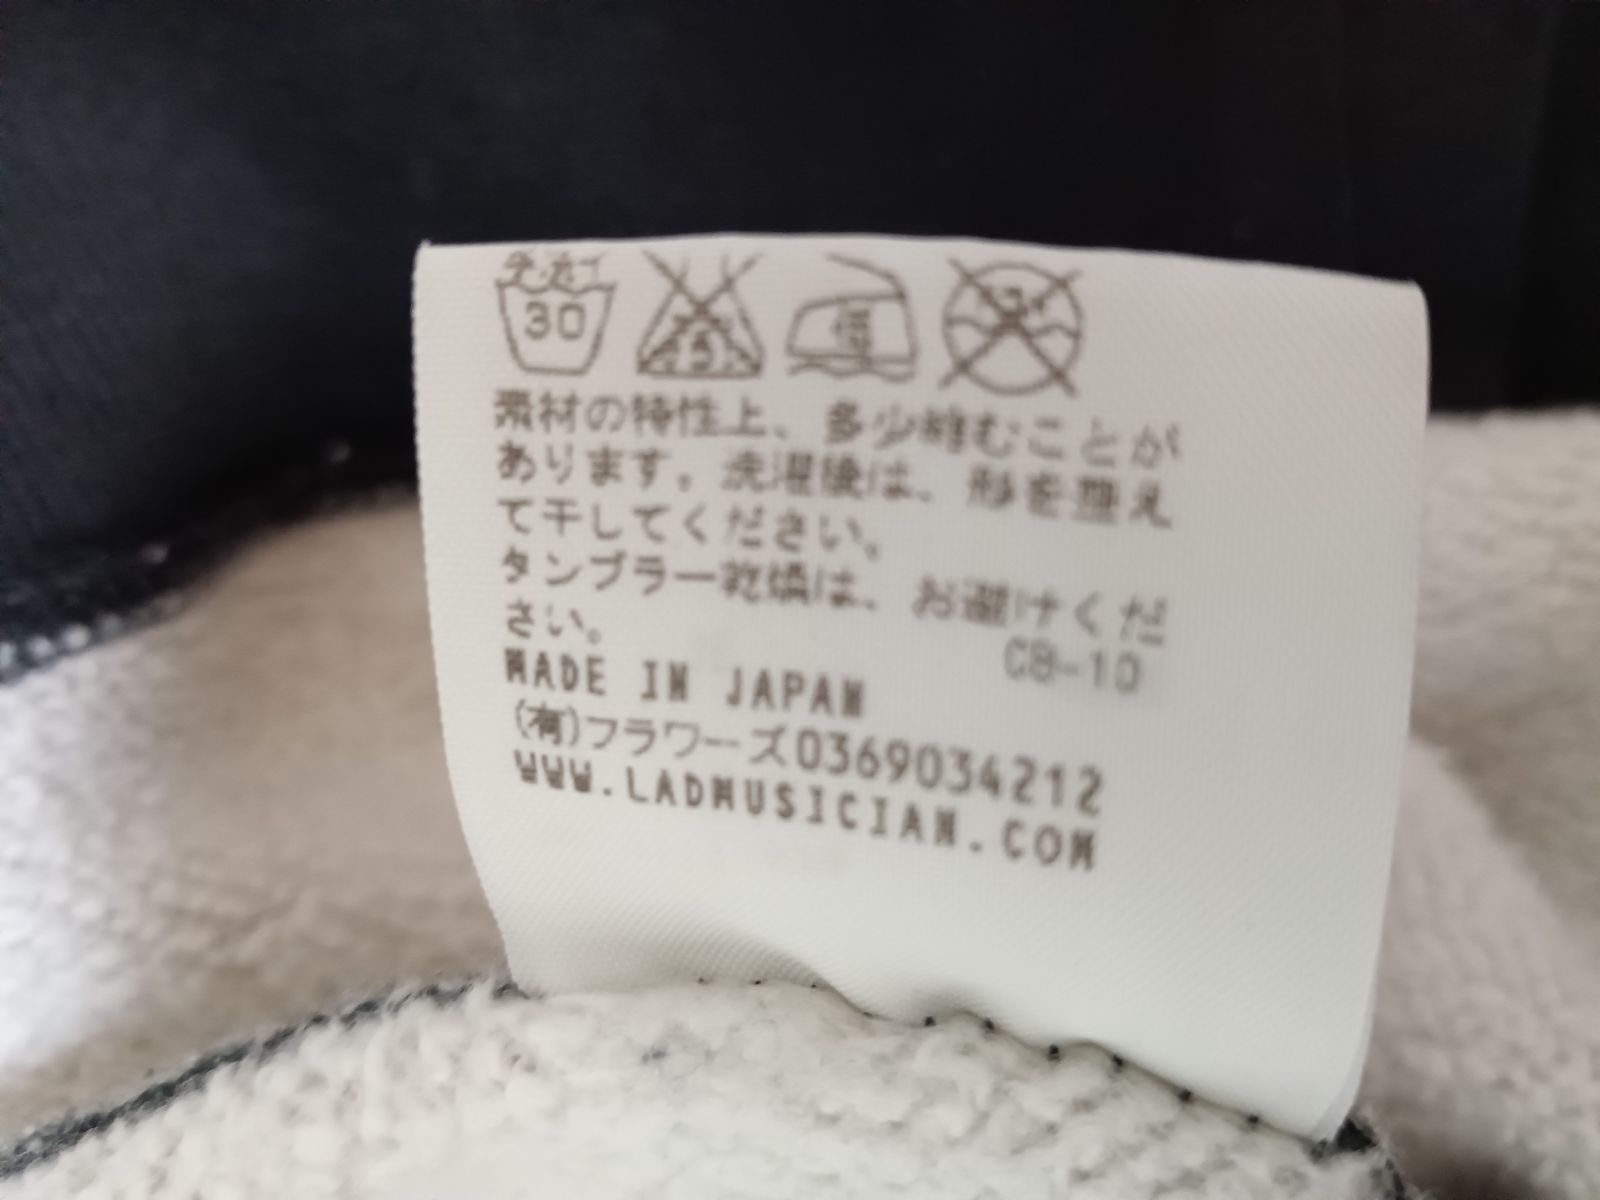 手洗イ
30
低
素材の特性上、多少縮むことが
あります。洗濯後は、形を整え
て干してください。
タンブラー乾燥は、お避けくだ
さい。
CB-10
MADE IN JAPAN
(有)フラワーズ0369034212
WWW.LADMUSICIAN.COM